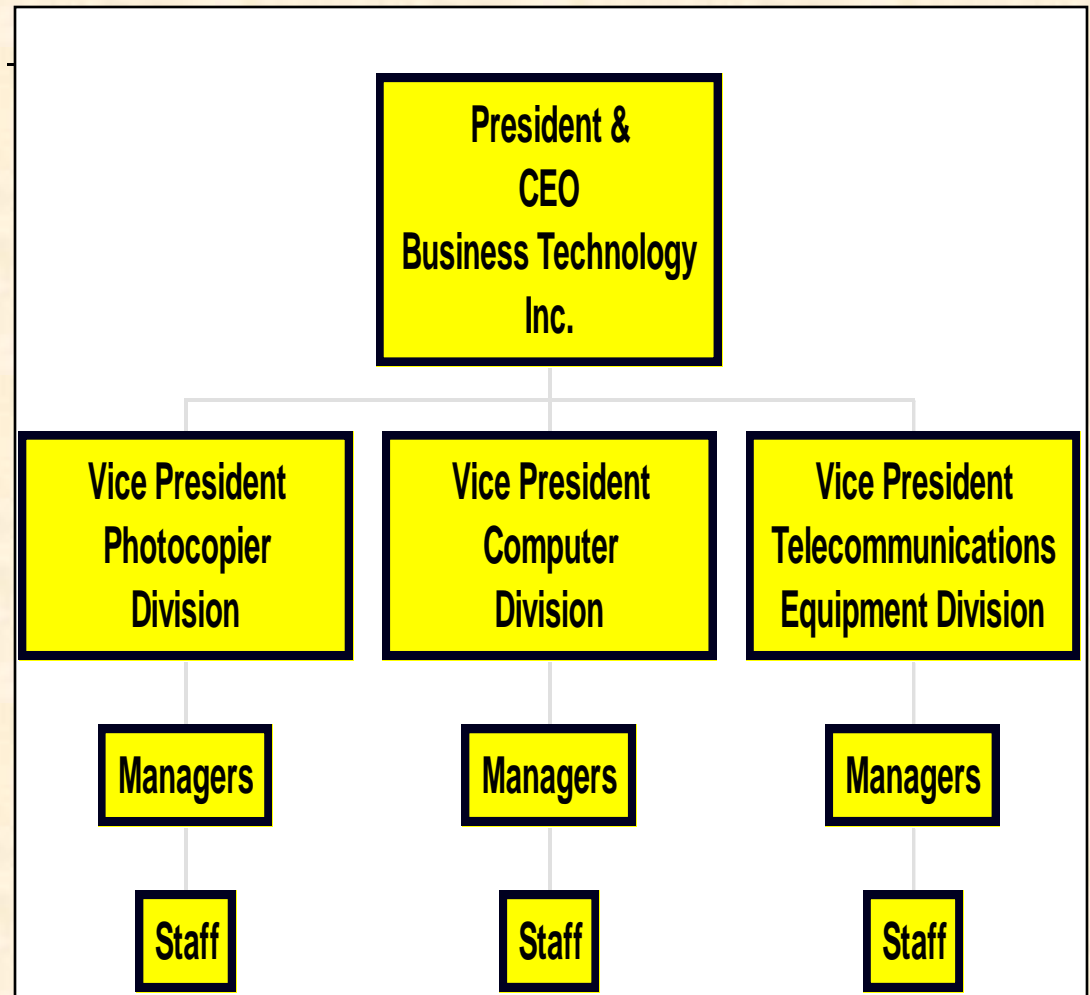 President &
CEO
Business Technology
Inc.
Vice President
Photocopier
Division
Vice President
Computer
Division
Vice President
Telecommunications
Equipment Division
Managers
Managers
Managers
Staff
Staff
Staff